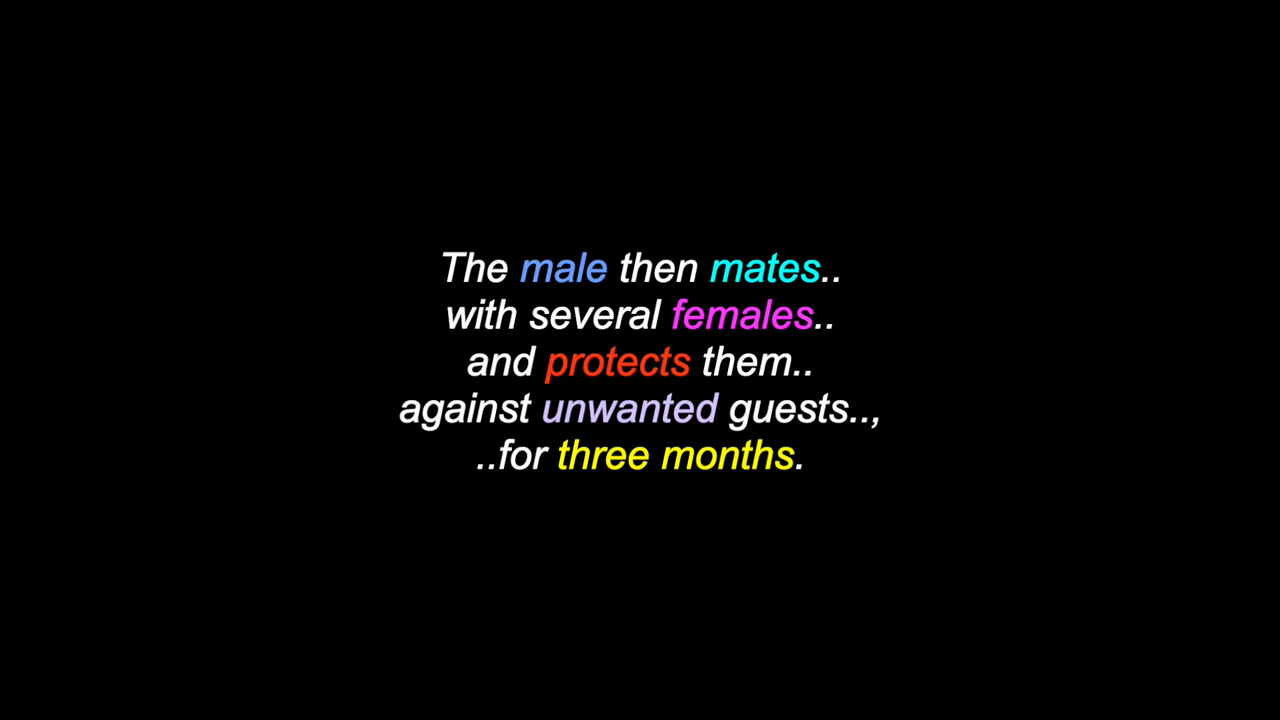 The male then mates..
with several females..
and protects them..
against unwanted guests..,
..for three months.